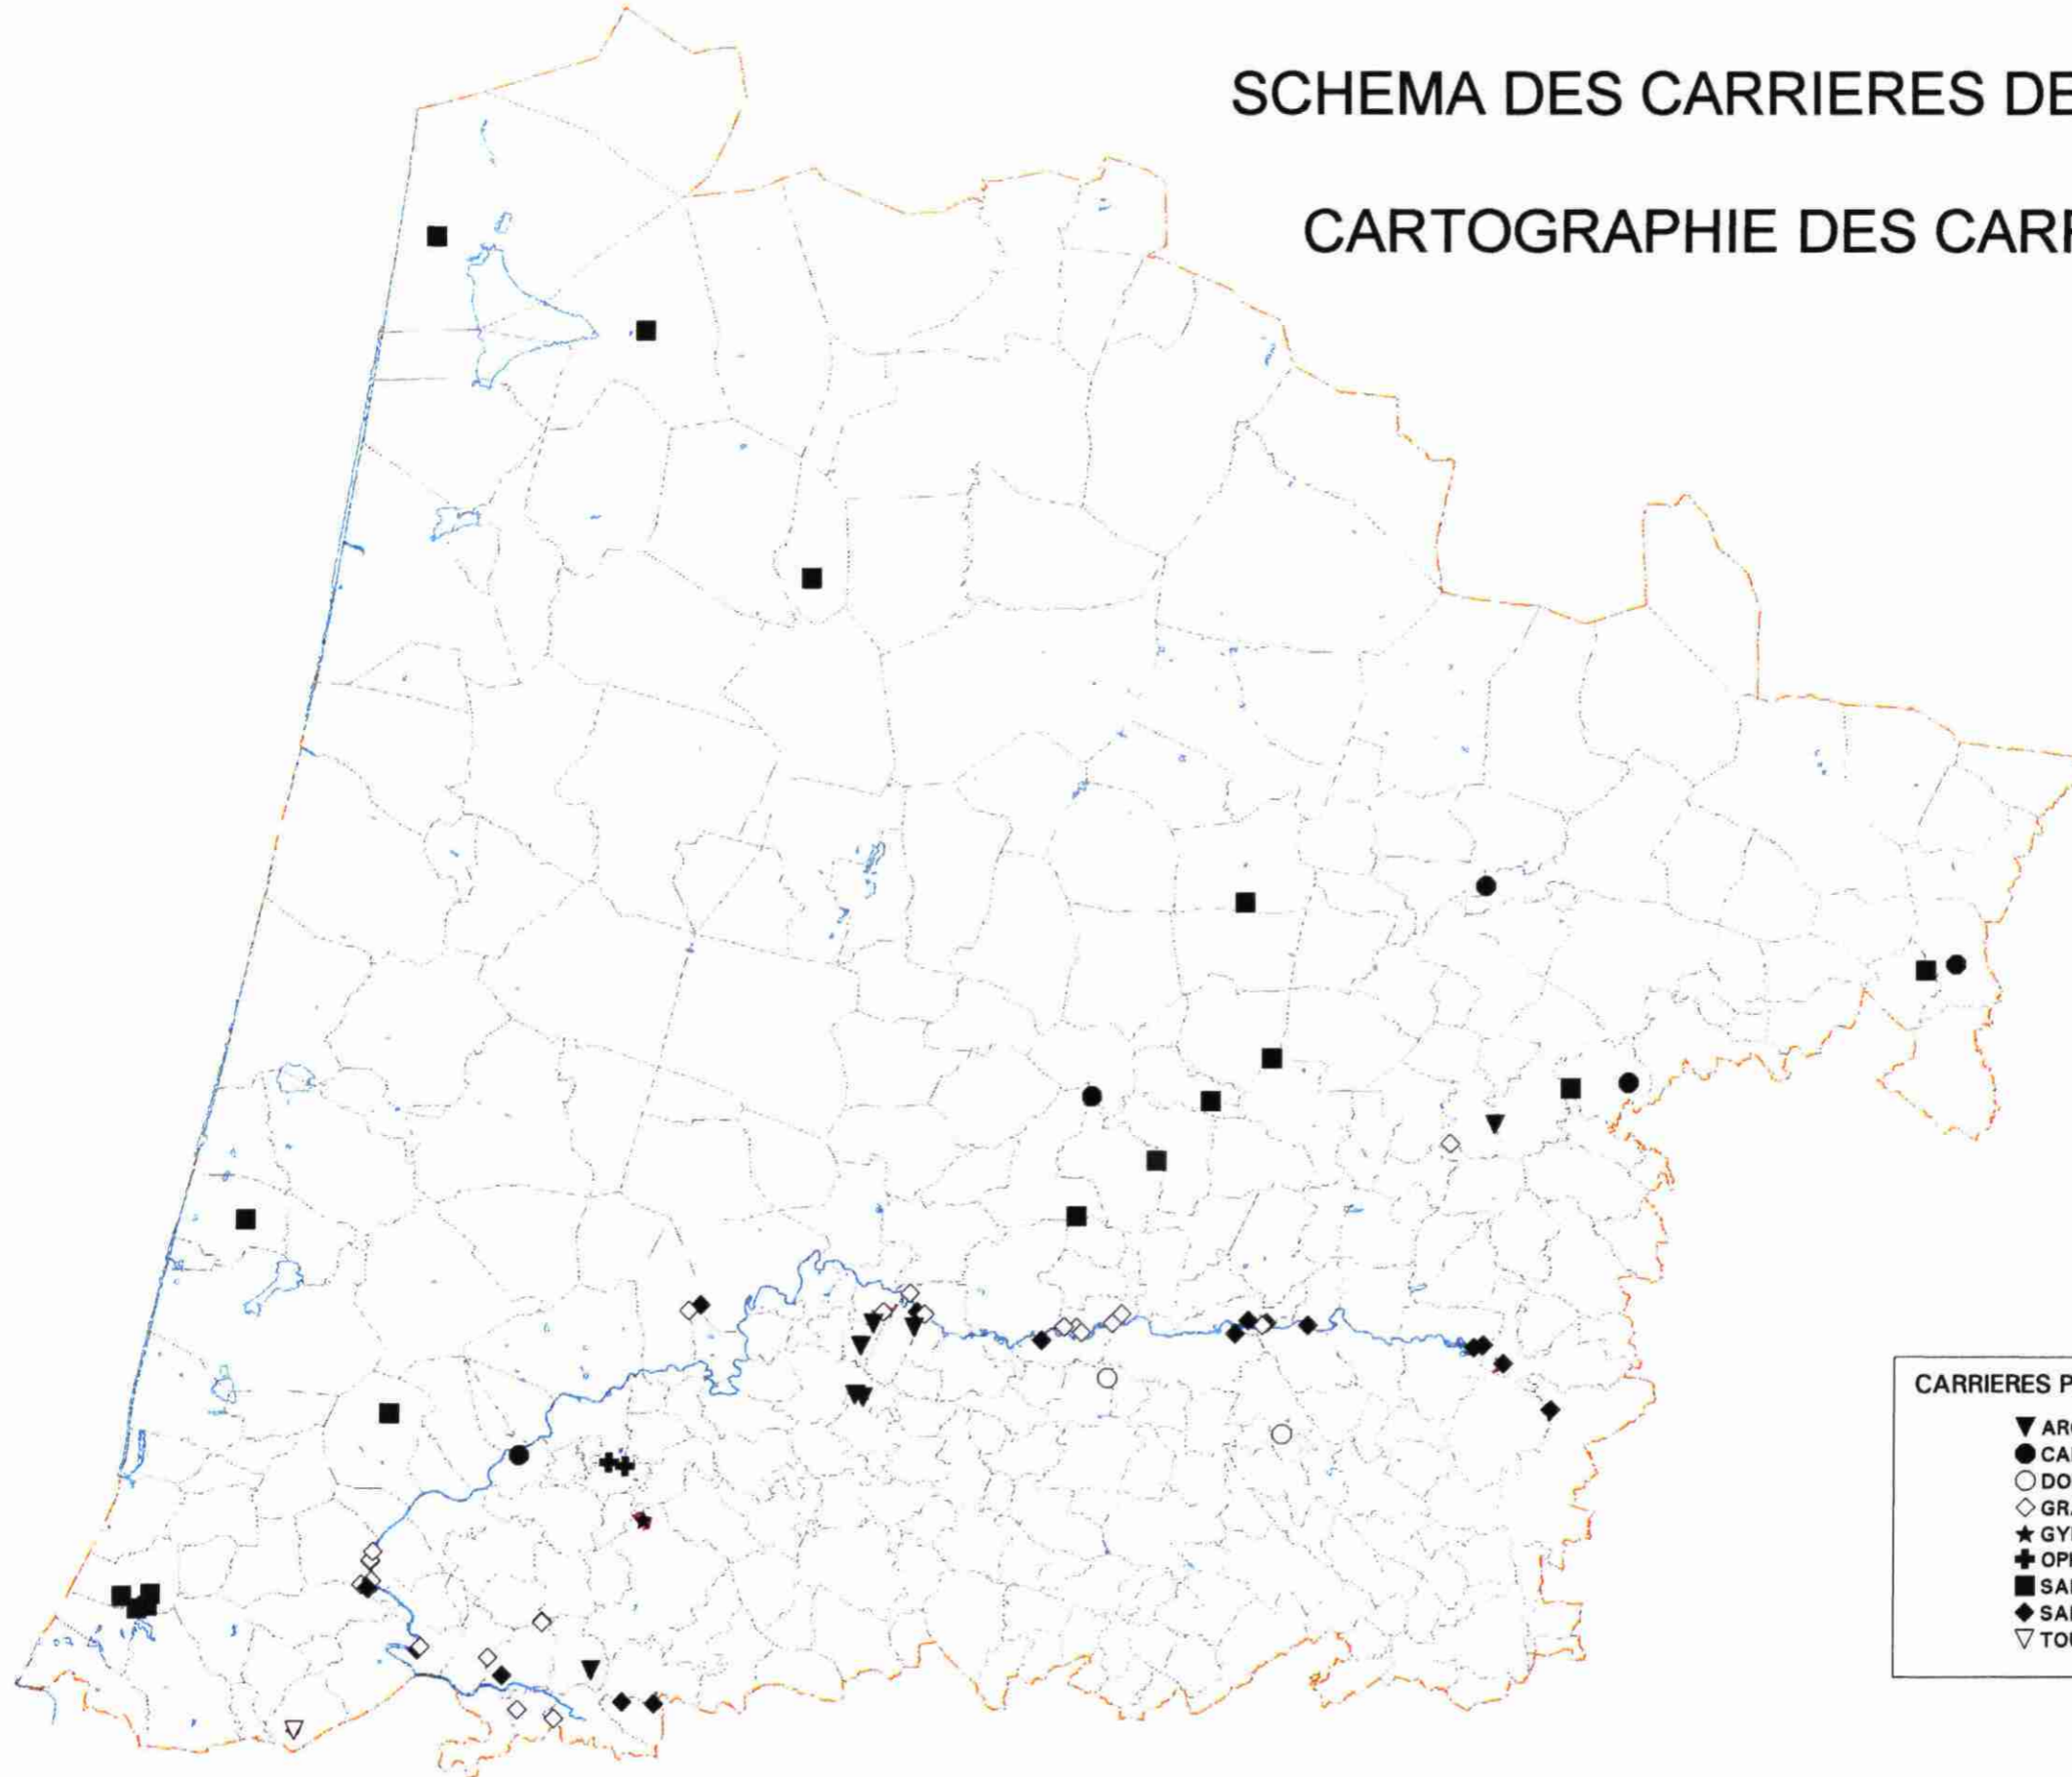 SCHEMA DES CARRIERES DE
CARTOGRAPHIE DES CARR
CARRIERES P
AR
CA
DO
GR
GY
OP
SA
SA
TO